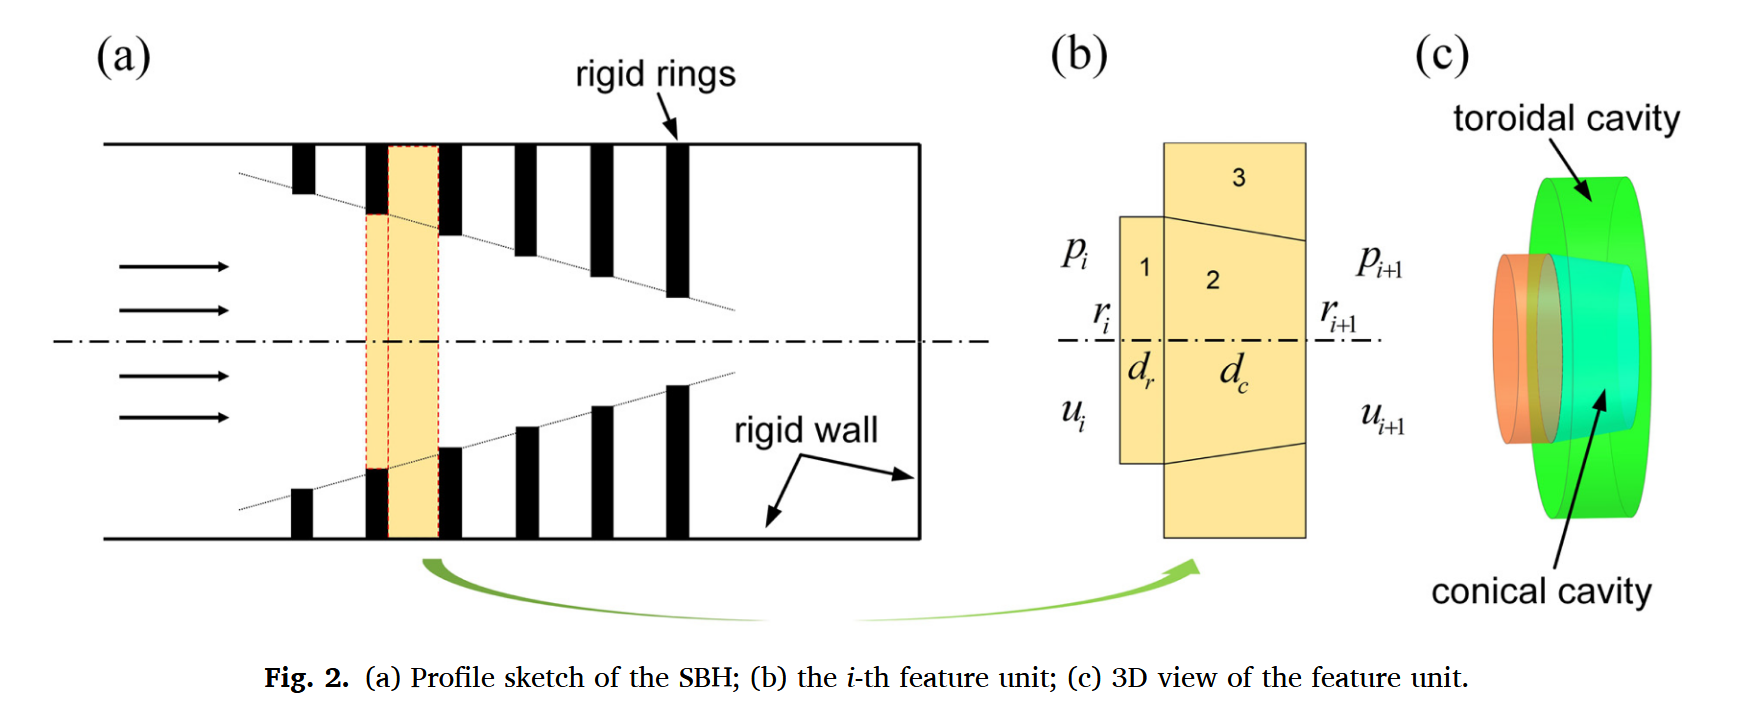 (a)
rigid rings
rigid wall
(b)
3
1
2
p_i
p_{i+1}
r_i
r_{i+1}
d_r
d_c
u_i
u_{i+1}
(c)
toroidal cavity
conical cavity
Fig. 2. (a) Profile sketch of the SBH; (b) the i-th feature unit; (c) 3D view of the feature unit.